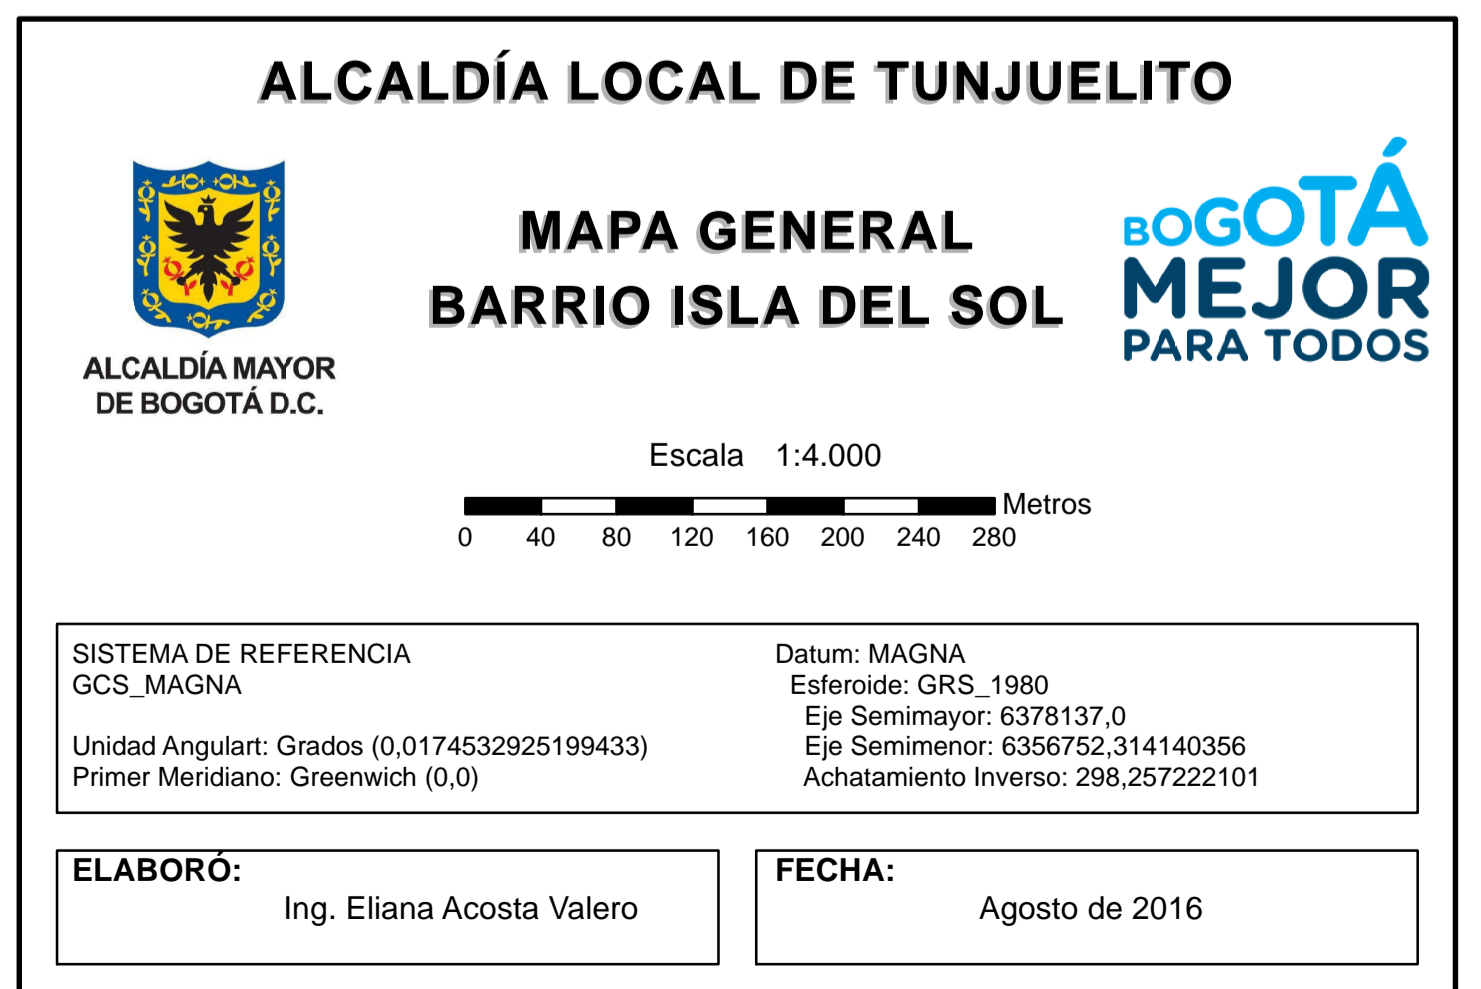 ALCALDÍA LOCAL DE TUNJUELITO
MAPA GENERAL
BARRIO ISLA DEL SOL
ALCALDÍA MAYOR
DE BOGOTÁ D.C.
BOGOTÁ
MEJOR
PARA TODOS
Escala 1:4.000
Metros
0 40 80 120 160 200 240 280
SISTEMA DE REFERENCIA
GCS_MAGNA
Unidad Angulart: Grados (0,0174532925199433)
Primer Meridiano: Greenwich (0,0)
Datum: MAGNA
Esferoide: GRS_1980
Eje Semimayor: 6378137,0
Eje Semimenor: 6356752,314140356
Achatamiento Inverso: 298,257222101
ELABORÓ:
Ing. Eliana Acosta Valero
FECHA:
Agosto de 2016